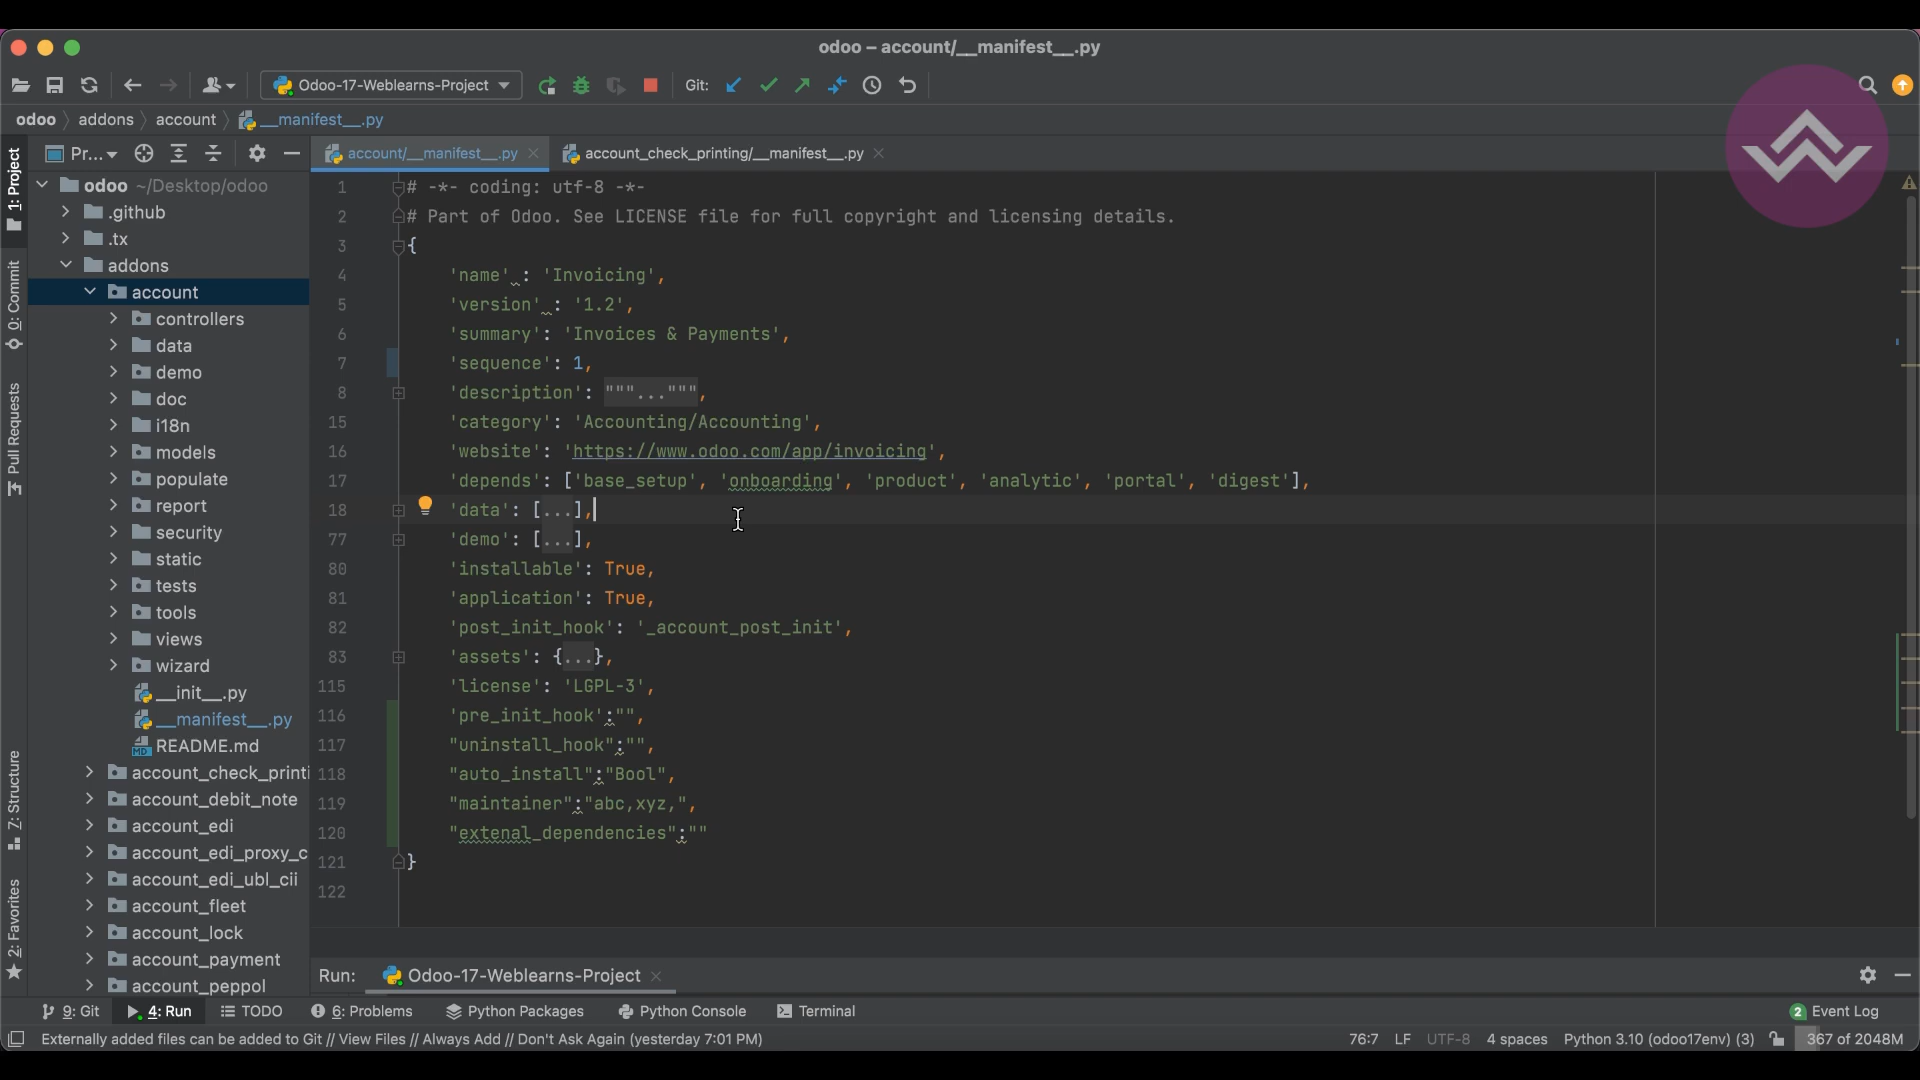 odoo – account/__manifest__.py
Odoo-17-Weblearns-Project
Git:
odoo addons account __manifest__.py
1: Project
0: Commit
Pull Requests
Z: Structure
2: Favorites
Pr...
account/__manifest__.py
account_check_printing/__manifest__.py
odoo ~/Desktop/odoo
.github
.tx
addons
account
controllers
data
demo
doc
i18n
models
populate
report
security
static
tests
tools
views
wizard
__init__.py
__manifest__.py
README.md
account_check_printi
account_debit_note
account_edi
account_edi_proxy_c
account_edi_ubl_cii
account_fleet
account_lock
account_payment
account_peppol
1 # -*- coding: utf-8 -*-
2 # Part of Odoo. See LICENSE file for full copyright and licensing details.
3 {
4 'name' : 'Invoicing',
5 'version' : '1.2',
6 'summary': 'Invoices & Payments',
7 'sequence': 1,
8 'description': """...""",
15 'category': 'Accounting/Accounting',
16 'website': 'https://www.odoo.com/app/invoicing',
17 'depends': ['base_setup', 'onboarding', 'product', 'analytic', 'portal', 'digest'],
18 'data': [...],
77 'demo': [...],
80 'installable': True,
81 'application': True,
82 'post_init_hook': '_account_post_init',
83 'assets': {...},
115 'license': 'LGPL-3',
116 'pre_init_hook':"",
117 "uninstall_hook":"",
118 "auto_install":"Bool",
119 "maintainer":"abc,xyz,",
120 "extenal_dependencies":""
121 }
122
Run: Odoo-17-Weblearns-Project
9: Git 4: Run TODO 6: Problems Python Packages Python Console Terminal 2 Event Log
Externally added files can be added to Git // View Files // Always Add // Don't Ask Again (yesterday 7:01 PM) 76:7 LF UTF-8 4 spaces Python 3.10 (odoo17env) (3) 367 of 2048M